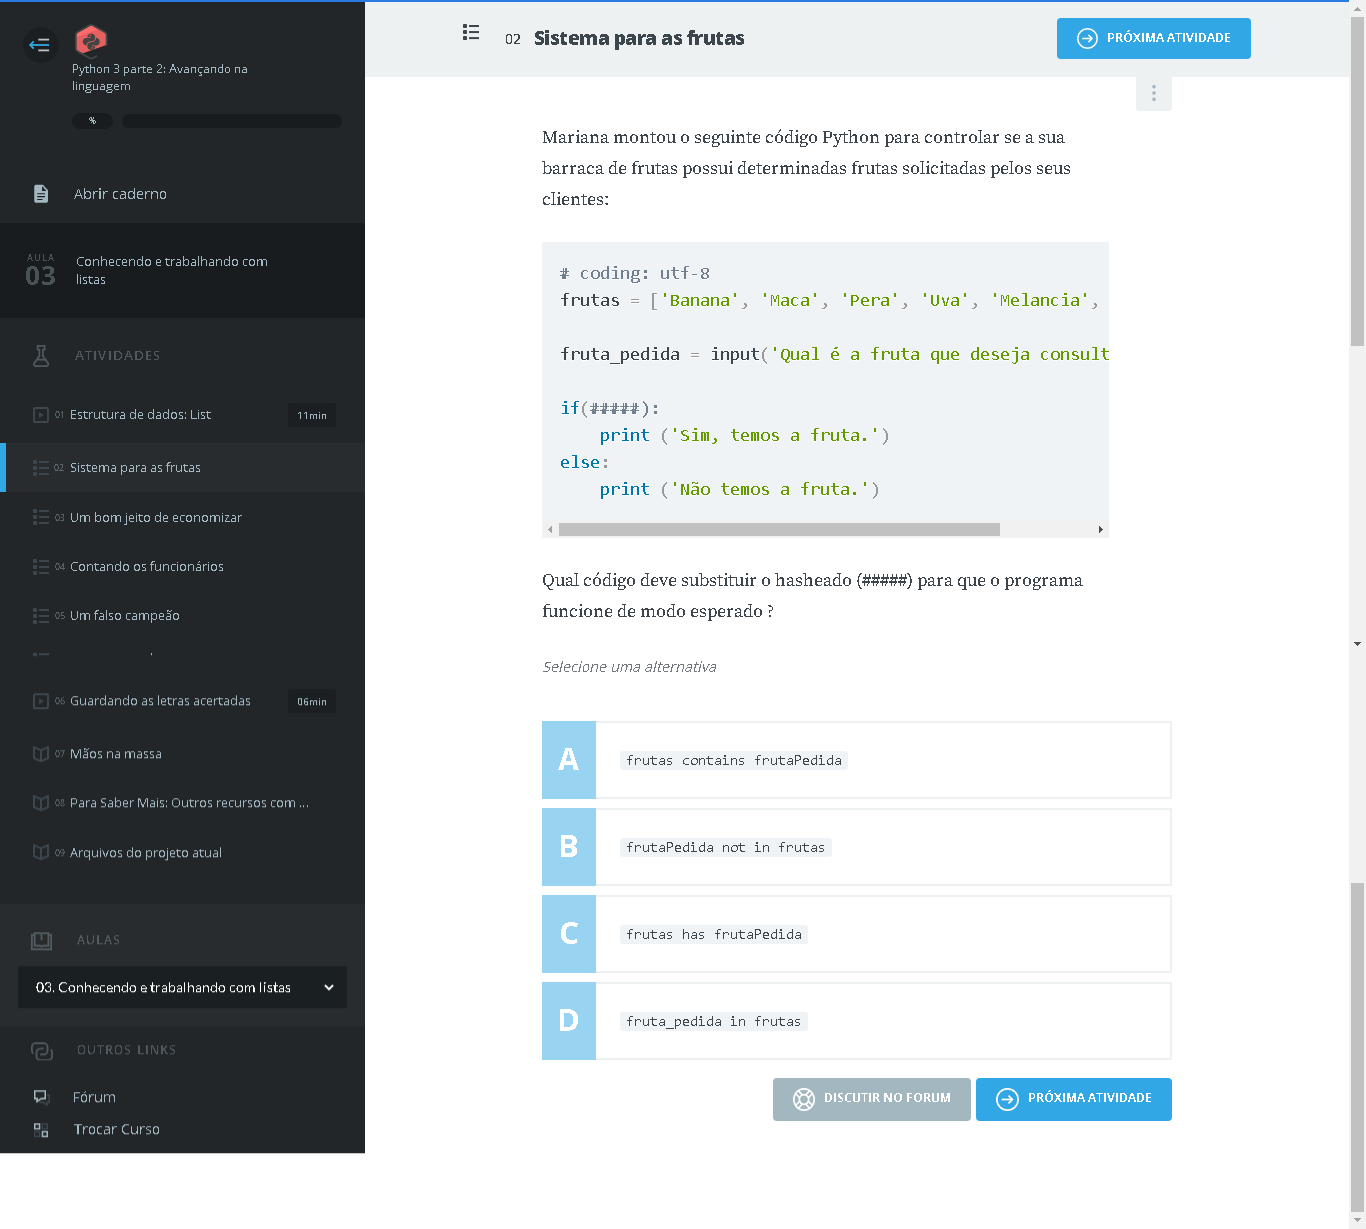 Python 3 parte 2: Avançando na
linguagem
%
Abrir caderno
AULA
03
Conhecendo e trabalhando com
listas
ATIVIDADES
01 Estrutura de dados: List 11min
02 Sistema para as frutas
03 Um bom jeito de economizar
04 Contando os funcionários
05 Um falso campeão
06 Guardando as letras acertadas 06min
07 Mãos na massa
08 Para Saber Mais: Outros recursos com ...
09 Arquivos do projeto atual
AULAS
03. Conhecendo e trabalhando com listas
OUTROS LINKS
Fórum
Trocar Curso
02 Sistema para as frutas
PRÓXIMA ATIVIDADE
Mariana montou o seguinte código Python para controlar se a sua
barraca de frutas possui determinadas frutas solicitadas pelos seus
clientes:
# coding: utf-8
frutas = ['Banana', 'Maca', 'Pera', 'Uva', 'Melancia',
fruta_pedida = input('Qual é a fruta que deseja consult
if(#####):
print ('Sim, temos a fruta.')
else:
print ('Não temos a fruta.')
Qual código deve substituir o hasheado (#####) para que o programa
funcione de modo esperado ?
Selecione uma alternativa
A frutas contains frutaPedida
B frutaPedida not in frutas
C frutas has frutaPedida
D fruta_pedida in frutas
DISCUTIR NO FORUM PRÓXIMA ATIVIDADE